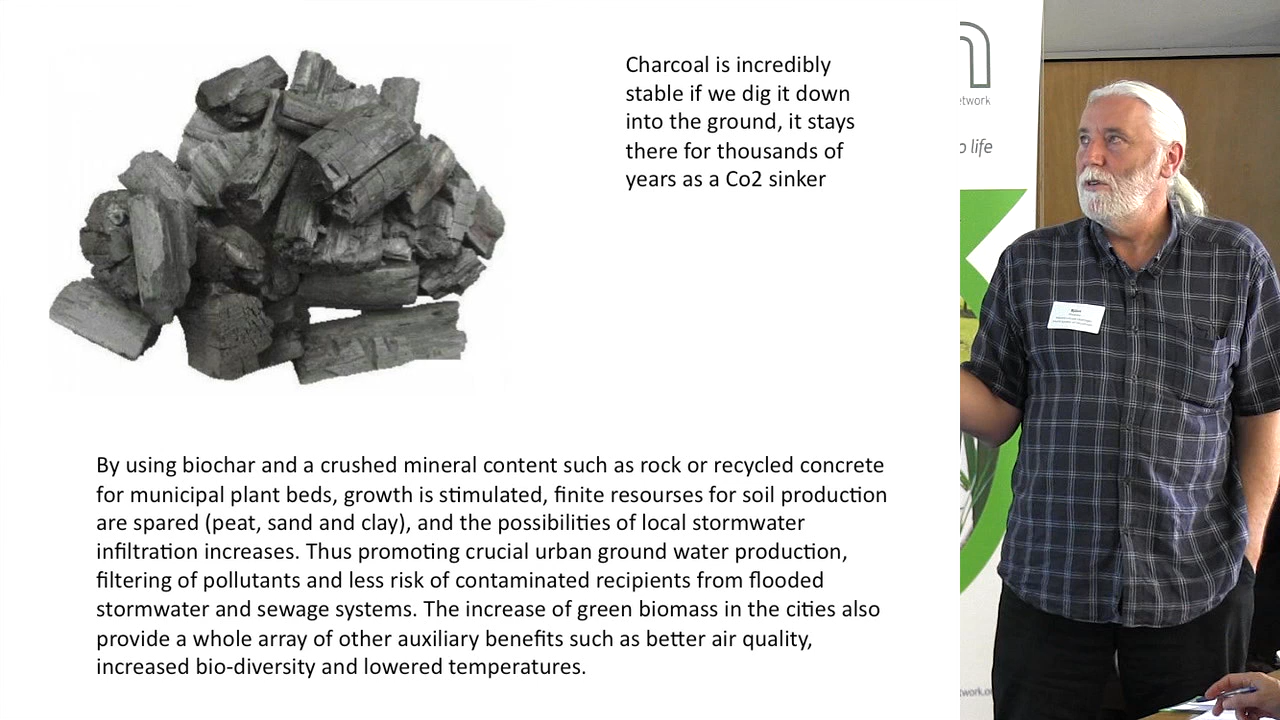 Charcoal is incredibly
stable if we dig it down
into the ground, it stays
there for thousands of
years as a Co2 sinker
By using biochar and a crushed mineral content such as rock or recycled concrete
for municipal plant beds, growth is stimulated, finite resourses for soil production
are spared (peat, sand and clay), and the possibilities of local stormwater
infiltration increases. Thus promoting crucial urban ground water production,
filtering of pollutants and less risk of contaminated recipients from flooded
stormwater and sewage systems. The increase of green biomass in the cities also
provide a whole array of other auxiliary benefits such as better air quality,
increased bio-diversity and lowered temperatures.
etwork
o life
Björn